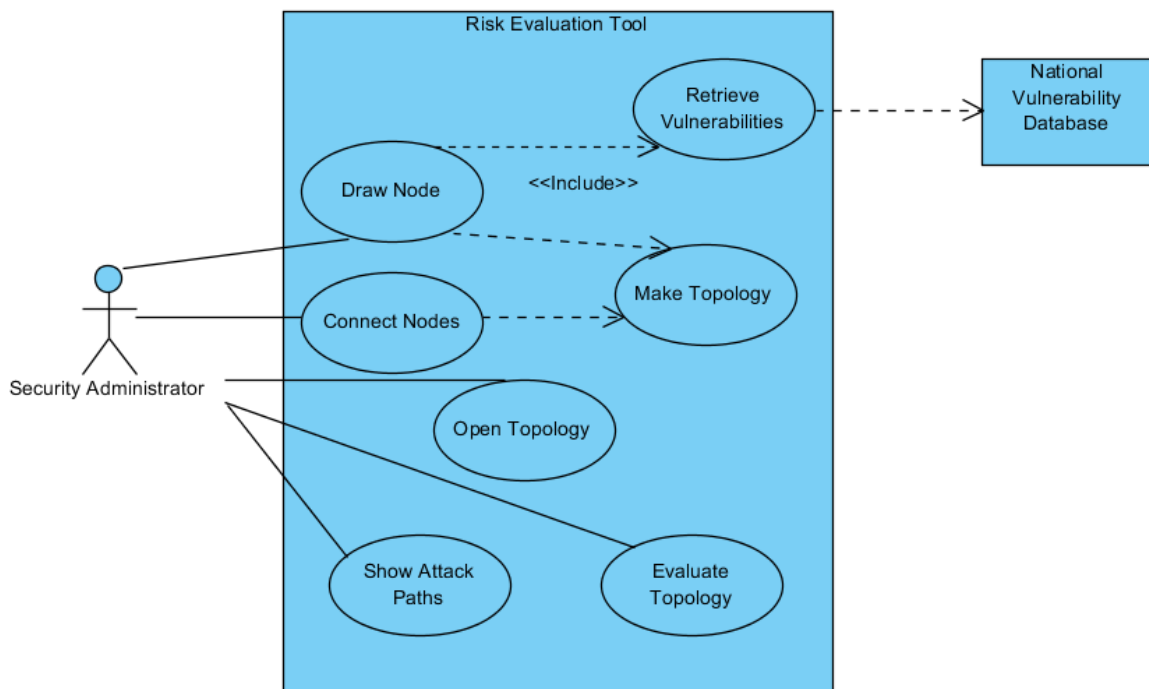 Risk Evaluation Tool
Retrieve
Vulnerabilities
National
Vulnerability
Database
<<Include>>
Draw Node
Make Topology
Connect Nodes
Security Administrator
Open Topology
Show Attack
Paths
Evaluate
Topology